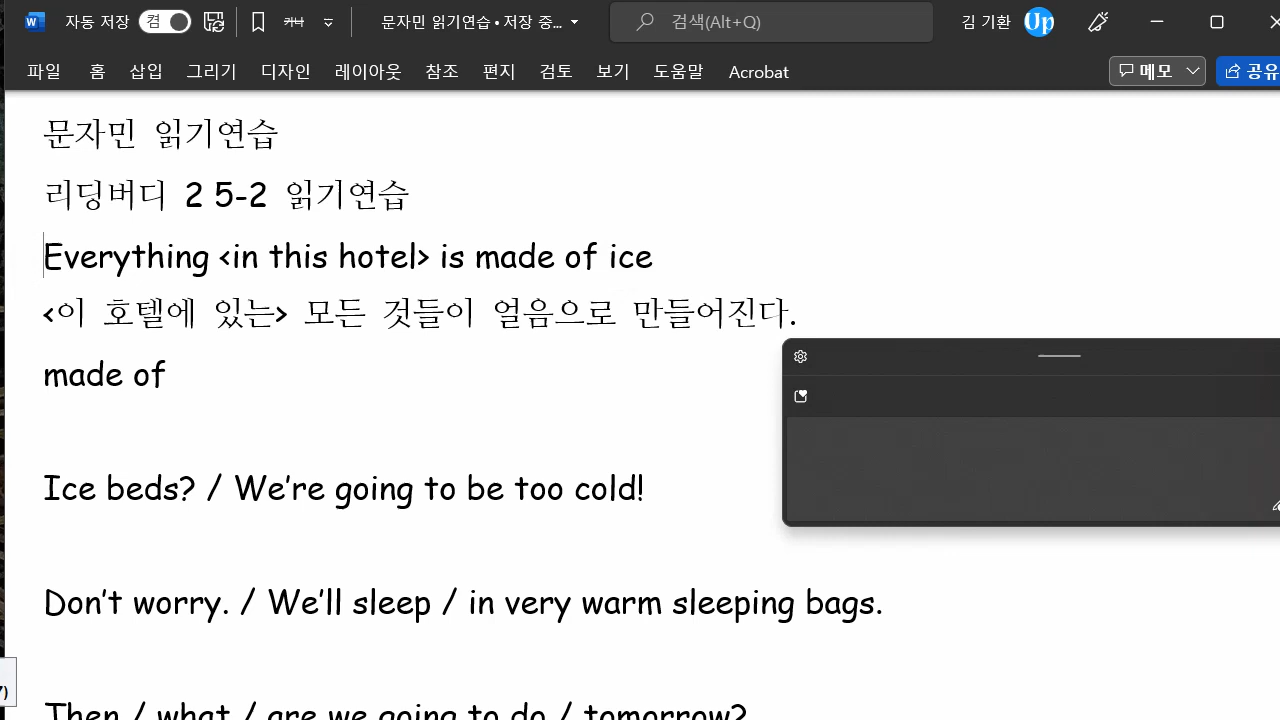 자동 저장 켬 가나 문자민 읽기연습 • 저장 중... 검색(Alt+Q) 김 기환 Up
파일 홈 삽입 그리기 디자인 레이아웃 참조 편지 검토 보기 도움말 Acrobat 메모 공유
문자민 읽기연습
리딩버디 2 5-2 읽기연습
Everything <in this hotel> is made of ice
<이 호텔에 있는> 모든 것들이 얼음으로 만들어진다.
made of
Ice beds? / We’re going to be too cold!
Don’t worry. / We’ll sleep / in very warm sleeping bags.
Then / what / are we going to do / tomorrow?